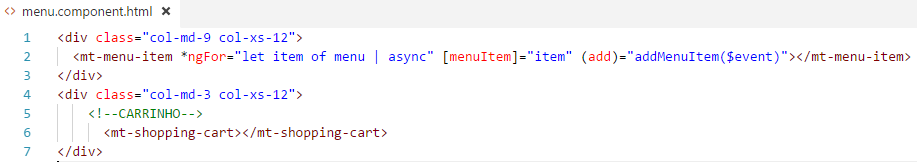 <> menu.component.html ×
1 <div class="col-md-9 col-xs-12">
2 <mt-menu-item *ngFor="let item of menu | async" [menuItem]="item" (add)="addMenuItem($event)"></mt-menu-item>
3 </div>
4 <div class="col-md-3 col-xs-12">
5 <!--CARRINHO-->
6 <mt-shopping-cart></mt-shopping-cart>
7 </div>